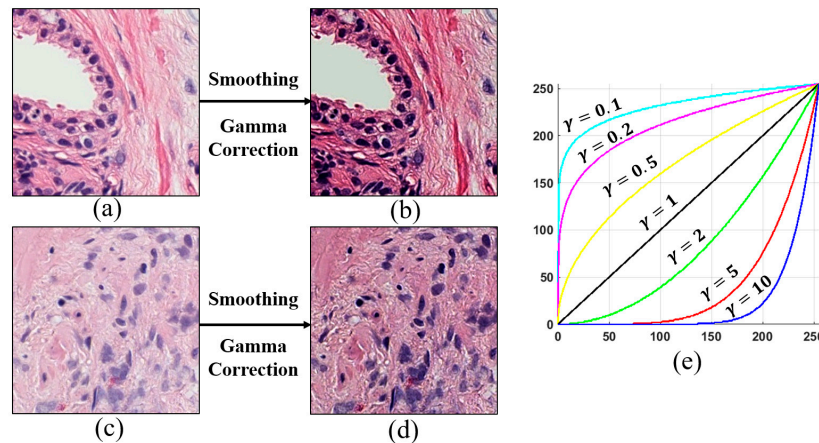 Smoothing
Gamma
Correction
(a)
(b)
Smoothing
Gamma
Correction
(c)
(d)
250
200
150
100
50
0
0
50
100
150
200
250
γ = 0.1
γ = 0.2
γ = 0.5
γ = 1
γ = 2
γ = 5
γ = 10
(e)